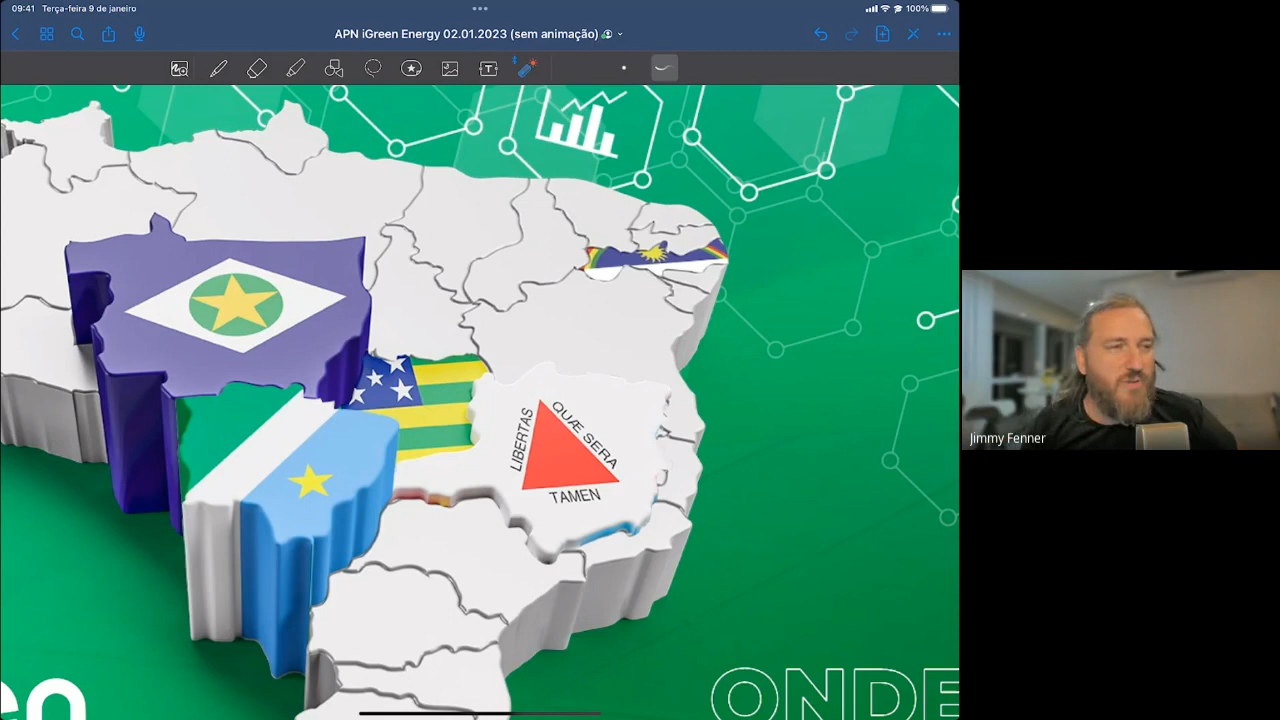 09:41 Terça-feira 9 de janeiro
100%
APN iGreen Energy 02.01.2023 (sem animação)
LIBERTAS
QUÆ SERA
TAMEN
Jimmy Fenner
en
ONDE